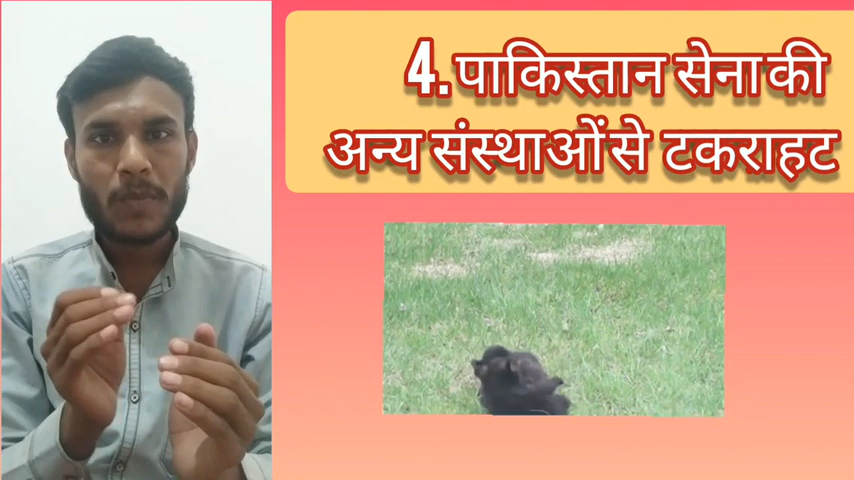 4. पाकिस्तान सेना की
अन्य संस्थाओं से टकराहट